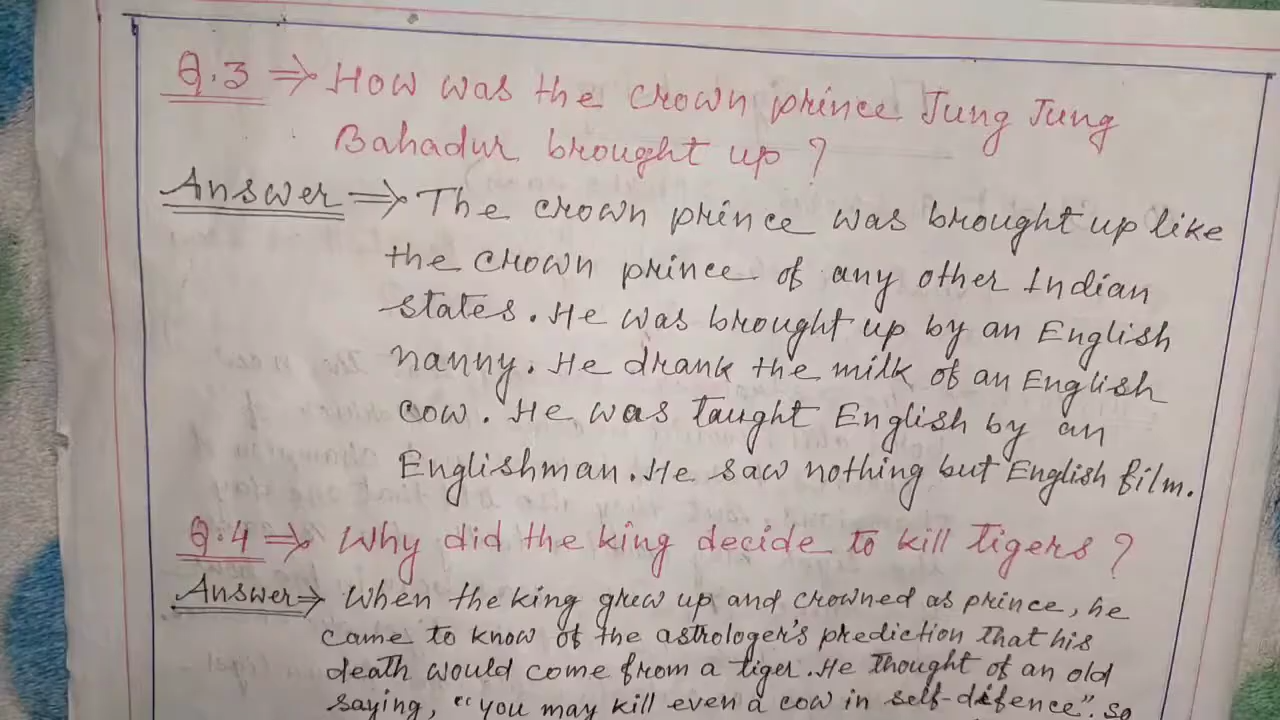 Q.3 ⇒ How was the crown prince Jung Jung
Bahadur brought up ?
Answer ⇒ The crown prince was brought up like
the crown prince of any other Indian
states. He was brought up by an English
nanny. He drank the milk of an English
cow. He was taught English by an
Englishman. He saw nothing but English film.
Q.4 ⇒ Why did the king decide to kill tigers ?
Answer → When the king grew up and crowned as prince, he
came to know of the astrologer's prediction that his
death would come from a tiger. He thought of an old
saying, "you may kill even a cow in self-difence". so